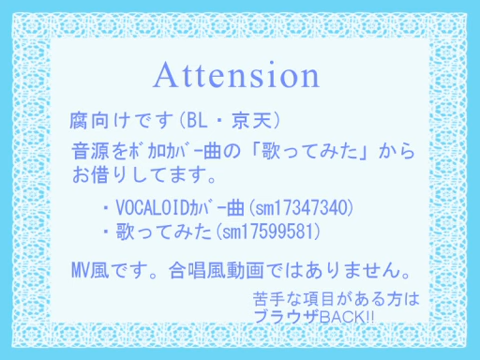 Attension
腐向けです(BL・京天)
音源をﾎﾞｶﾛｶﾊﾞｰ曲の「歌ってみた」から
お借りしてます。
・VOCALOIDｶﾊﾞｰ曲(sm17347340)
・歌ってみた(sm17599581)
MV風です。合唱風動画ではありません。
苦手な項目がある方は
ブラウザBACK!!